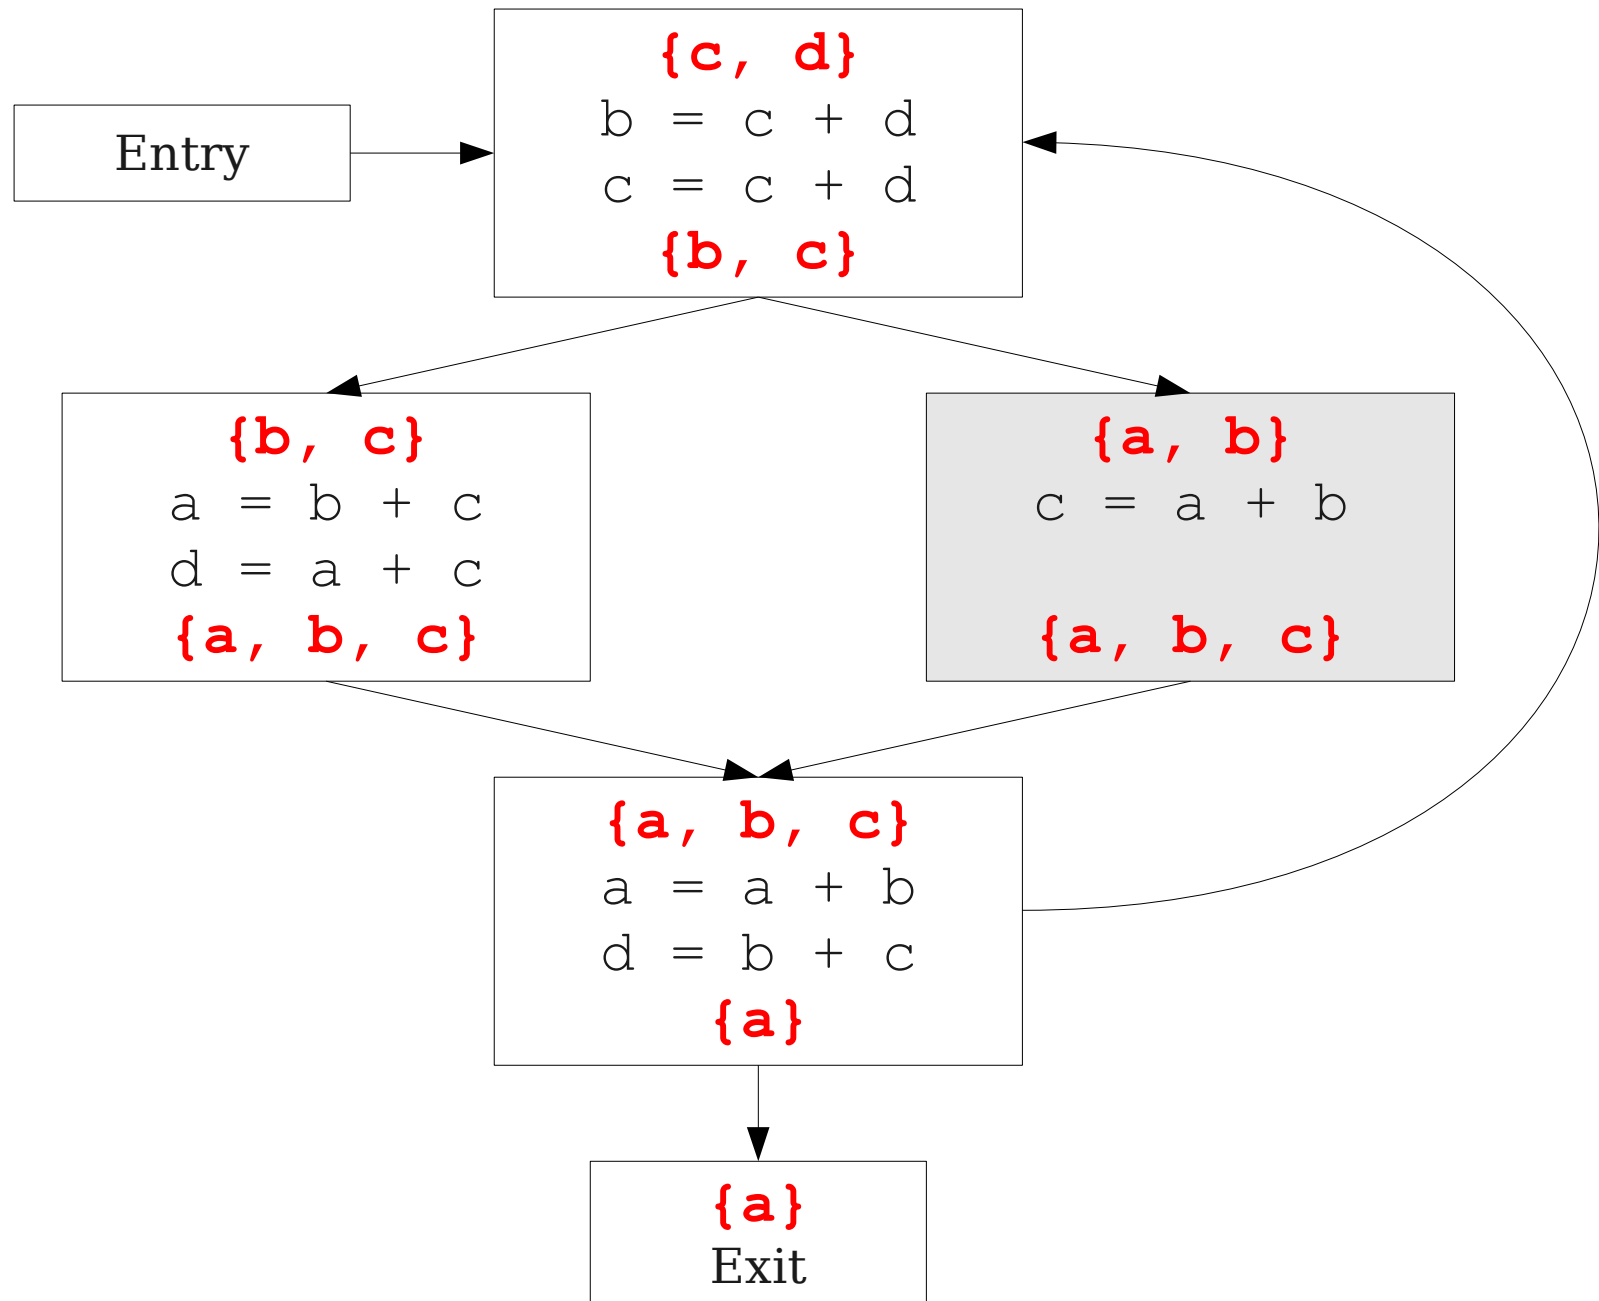 {c, d}
b = c + d
c = c + d
{b, c}
Entry
{b, c}
a = b + c
d = a + c
{a, b, c}
{a, b}
c = a + b
{a, b, c}
{a, b, c}
a = a + b
d = b + c
{a}
{a}
Exit